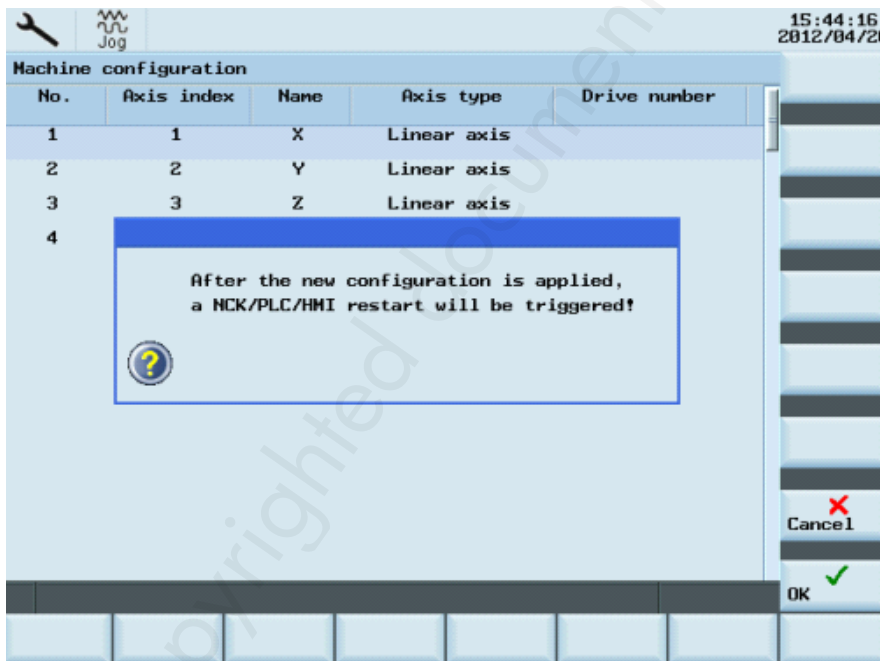 15:44:16
Jog
2012/04/20
Machine configuration
No. Axis index Name Axis type Drive number
1 1 X Linear axis
2 2 Y Linear axis
3 3 Z Linear axis
4
After the new configuration is applied,
a NCK/PLC/HMI restart will be triggered!
Cancel
OK